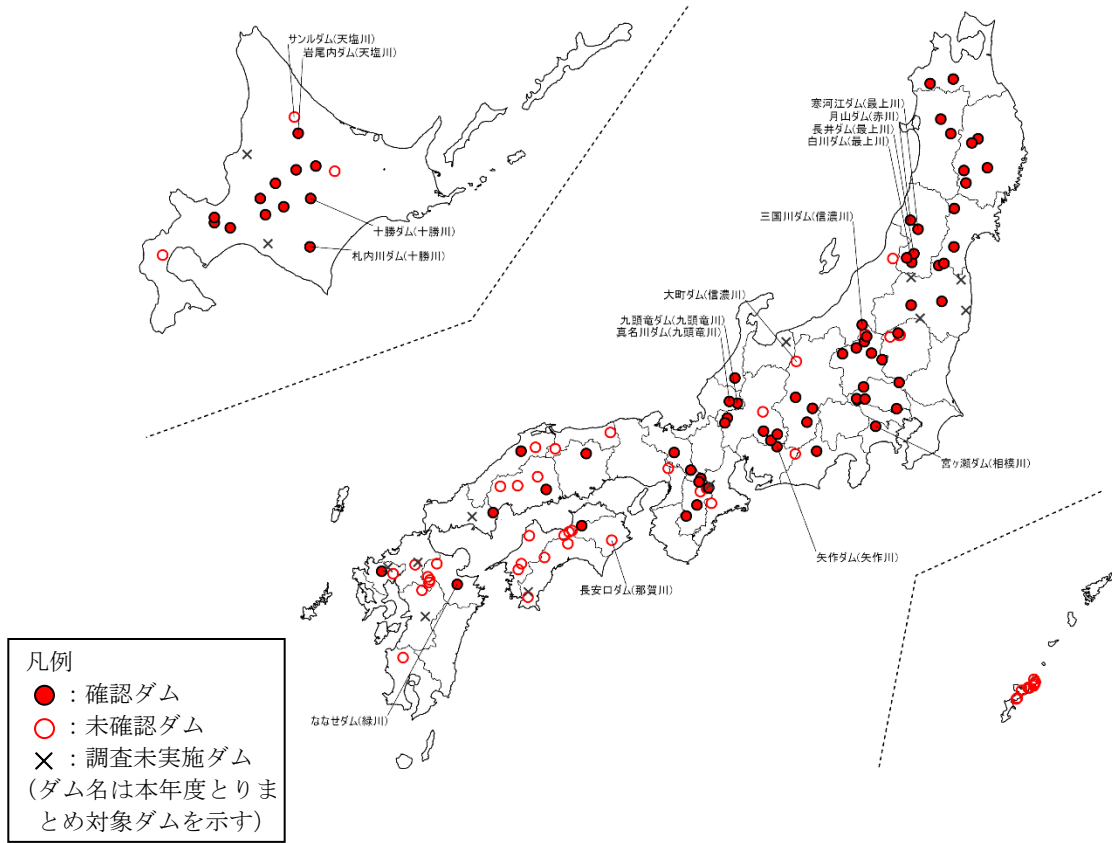 サンルダム(天塩川)
岩尾内ダム(天塩川)
十勝ダム(十勝川)
札内川ダム(十勝川)
寒河江ダム(最上川)
月山ダム(赤川)
長井ダム(最上川)
白川ダム(最上川)
三国川ダム(信濃川)
大町ダム(信濃川)
九頭竜ダム(九頭竜川)
真名川ダム(九頭竜川)
宮ヶ瀬ダム(相模川)
矢作ダム(矢作川)
長安口ダム(那賀川)
ななせダム(緑川)
凡例
：確認ダム
：未確認ダム
：調査未実施ダム
(ダム名は本年度とりま
とめ対象ダムを示す)